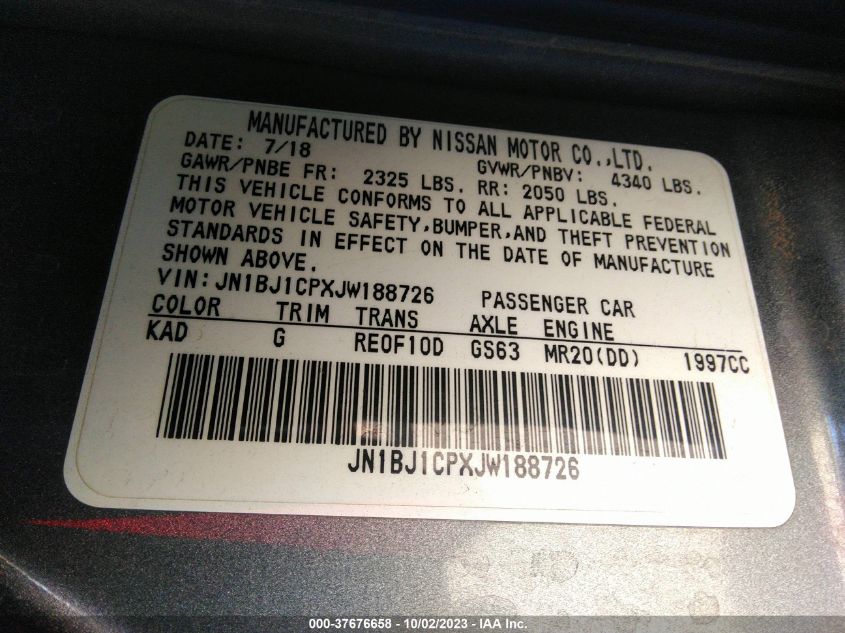 MANUFACTURED BY NISSAN MOTOR CO.,LTD.
DATE: 7/18 GVWR/PNBV: 4340 LBS.
GAWR/PNBE FR: 2325 LBS. RR: 2050 LBS.
THIS VEHICLE CONFORMS TO ALL APPLICABLE FEDERAL
MOTOR VEHICLE SAFETY,BUMPER,AND THEFT PREVENTION
STANDARDS IN EFFECT ON THE DATE OF MANUFACTURE
SHOWN ABOVE.
VIN:JN1BJ1CPXJW188726 PASSENGER CAR
COLOR TRIM TRANS AXLE ENGINE
KAD G RE0F10D GS63 MR20(DD) 1997CC
JN1BJ1CPXJW188726
000-37676658 - 10/02/2023 - IAA Inc.